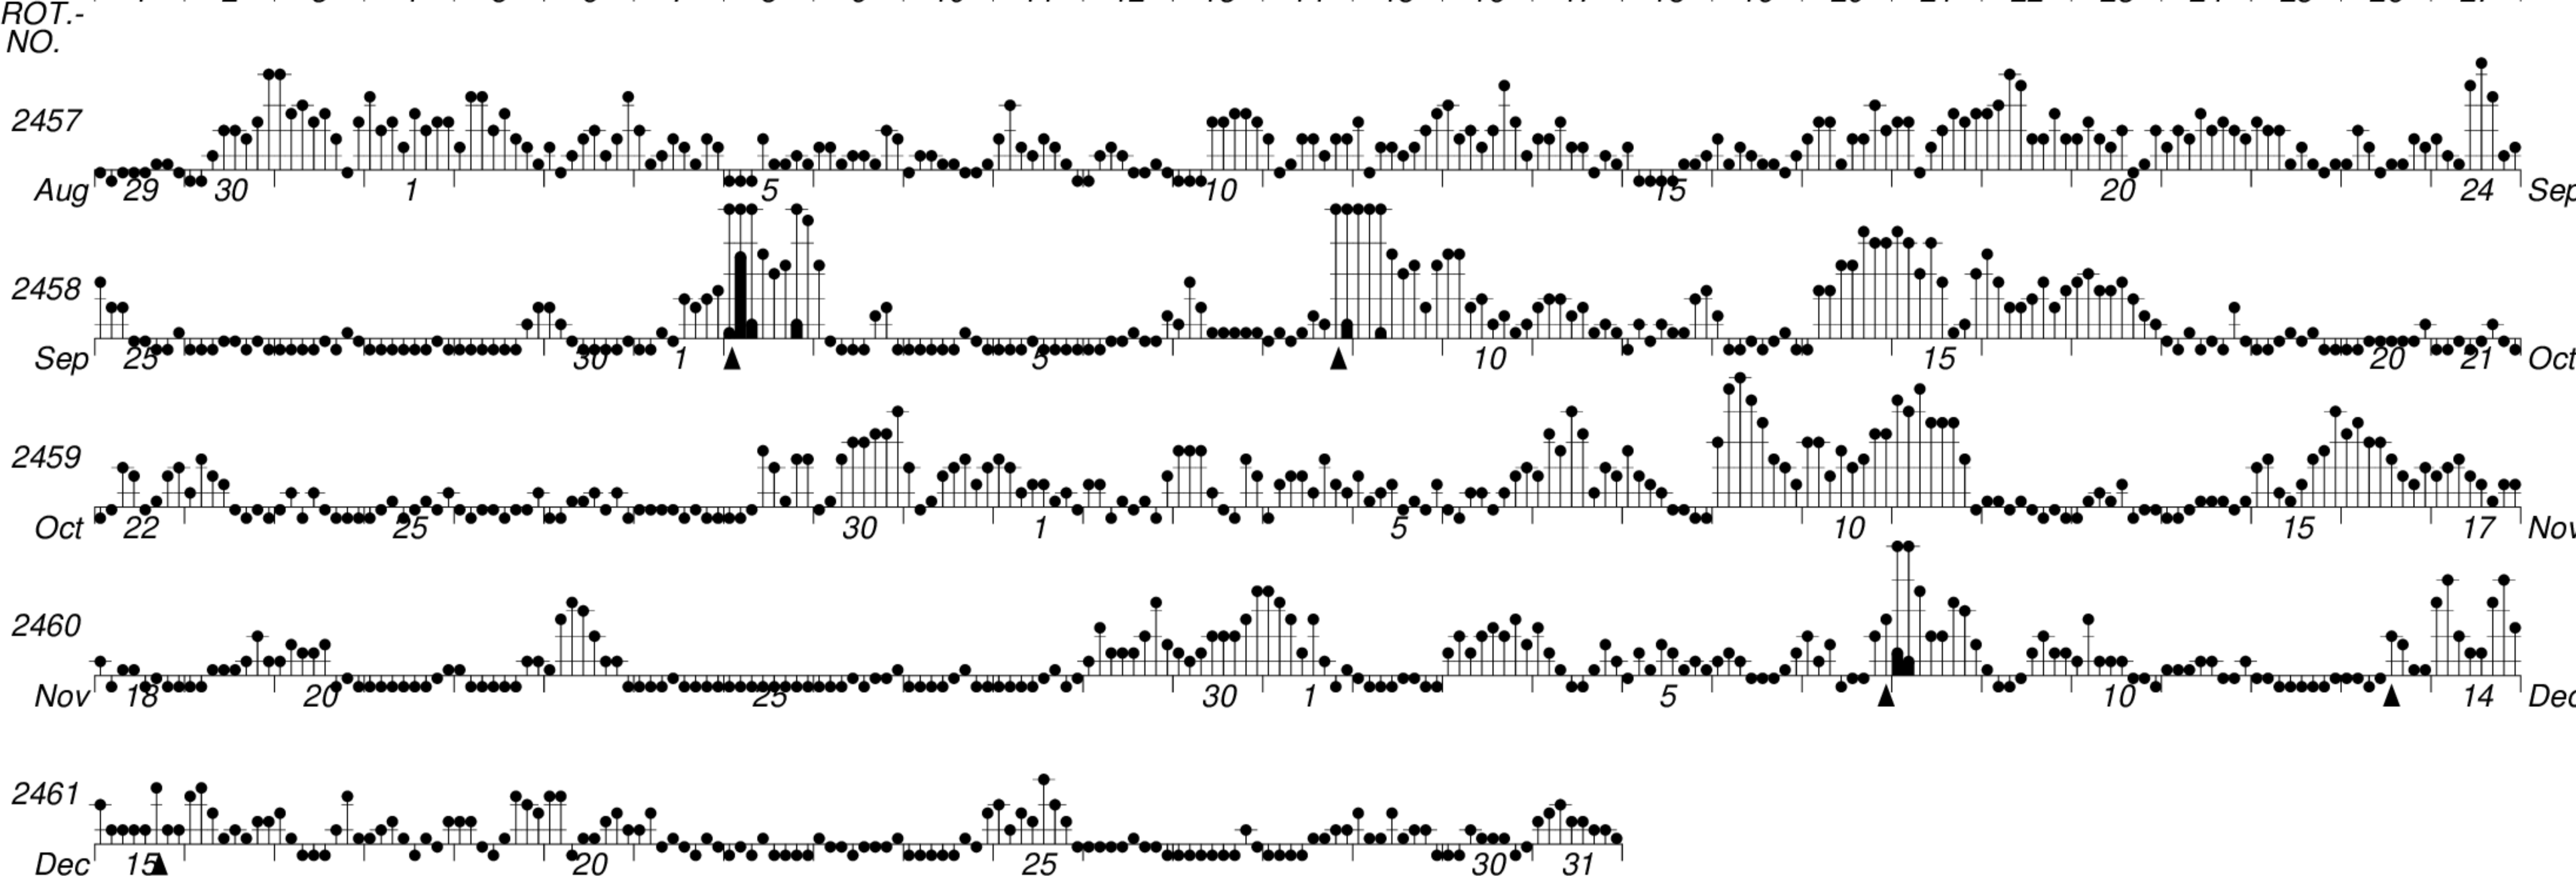 ROT.-
NO.
2457
Aug 29 30 1 5 10 15 20 24 Sep
2458
Sep 25 30 1 5 10 15 20 21 Oct
2459
Oct 22 25 30 1 5 10 15 17 Nov
2460
Nov 18 20 25 30 1 5 10 14 Dec
2461
Dec 15 20 25 30 31